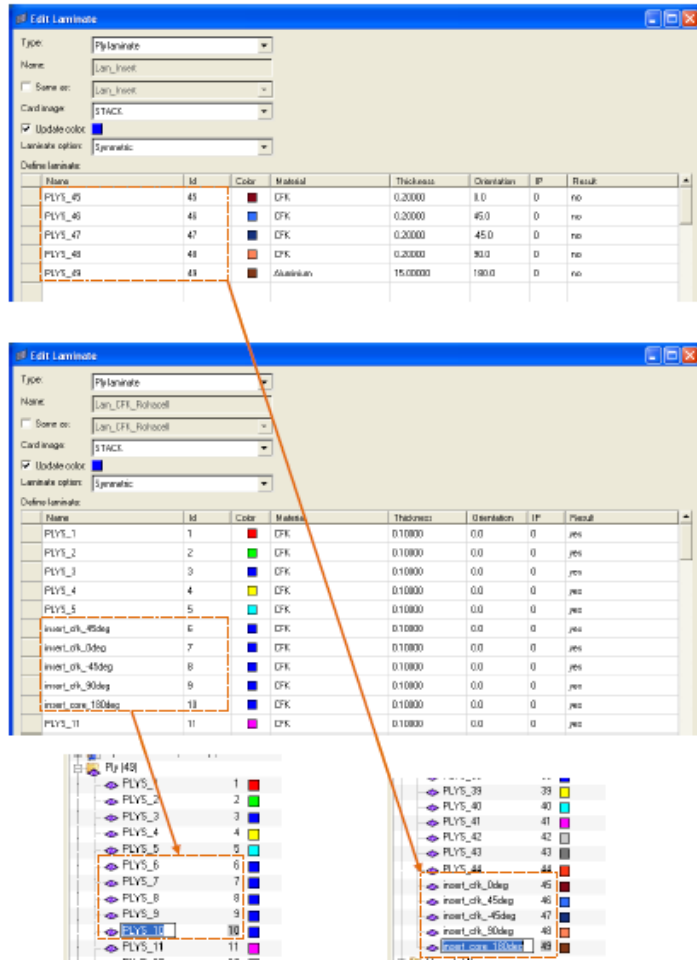 Edit Laminate
Type: Ply laminate
Name: Lam_Insert
Same as: Lam_Insert
Card image: STACK
Update color:
Laminate option: Symmetric
Define laminate:
Name Id Color Material Thickness Orientation IP Result
PLYS_45 45 CFK 0.20000 0.0 0 no
PLYS_46 46 CFK 0.20000 45.0 0 no
PLYS_47 47 CFK 0.20000 -45.0 0 no
PLYS_48 48 CFK 0.20000 90.0 0 no
PLYS_49 49 Aluminium 15.00000 180.0 0 no
Edit Laminate
Type: Ply laminate
Name: Lam_CFK_Rohacell
Same as: Lam_CFK_Rohacell
Card image: STACK
Update color:
Laminate option: Symmetric
Define laminate:
Name Id Color Material Thickness Orientation IP Result
PLYS_1 1 CFK 0.10000 0.0 0 yes
PLYS_2 2 CFK 0.10000 0.0 0 yes
PLYS_3 3 CFK 0.10000 0.0 0 yes
PLYS_4 4 CFK 0.10000 0.0 0 yes
PLYS_5 5 CFK 0.10000 0.0 0 yes
insert_cfk_45deg 6 CFK 0.10000 0.0 0 yes
insert_cfk_0deg 7 CFK 0.10000 0.0 0 yes
insert_cfk_-45deg 8 CFK 0.10000 0.0 0 yes
insert_cfk_90deg 9 CFK 0.10000 0.0 0 yes
insert_core_180deg 10 CFK 0.10000 0.0 0 yes
PLYS_11 11 CFK 0.10000 0.0 0 yes
Ply (49)
PLYS_1 1
PLYS_2 2
PLYS_3 3
PLYS_4 4
PLYS_5 5
PLYS_6 6
PLYS_7 7
PLYS_8 8
PLYS_9 9
PLYS_10 10
PLYS_11 11
PLYS_39 39
PLYS_40 40
PLYS_41 41
PLYS_42 42
PLYS_43 43
PLYS_44 44
insert_cfk_0deg 45
insert_cfk_45deg 46
insert_cfk_-45deg 47
insert_cfk_90deg 48
insert_core_180deg 49